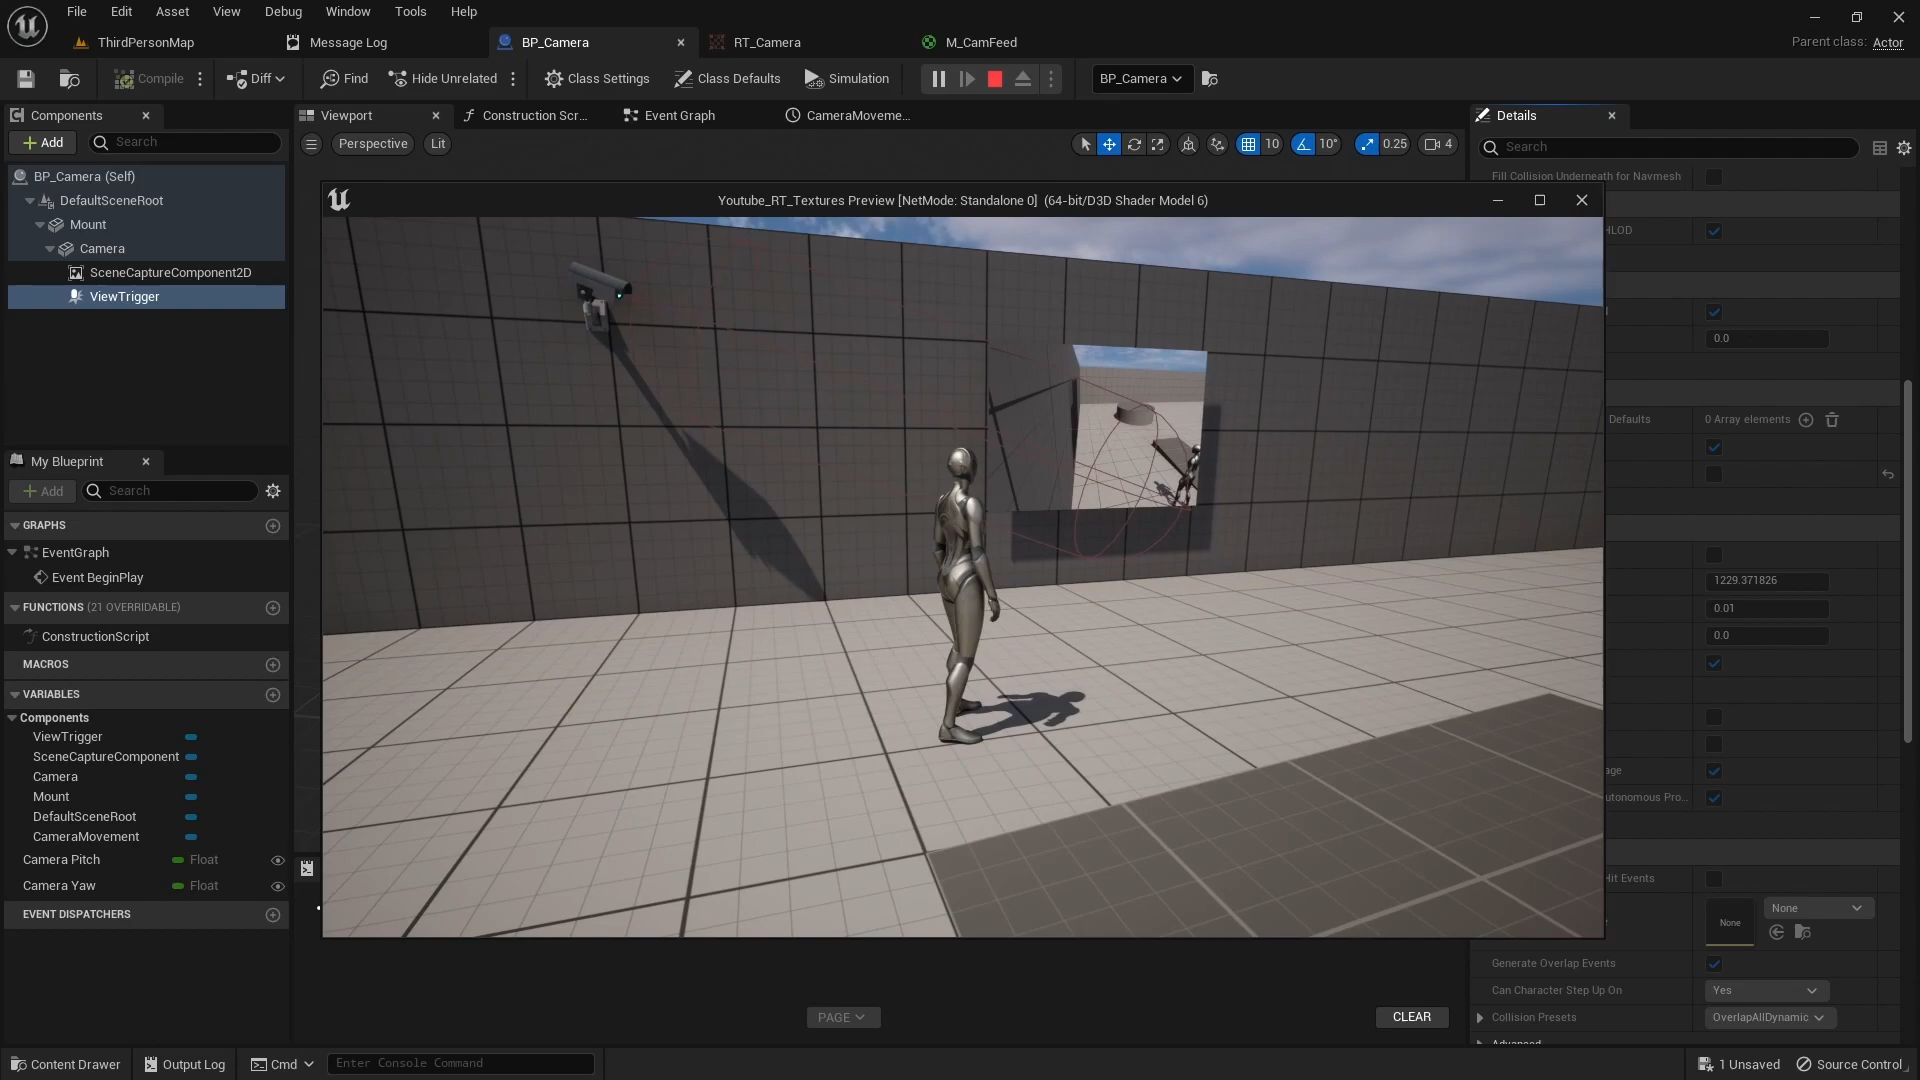 File Edit Asset View Debug Window Tools Help
ThirdPersonMap
Message Log
BP_Camera
RT_Camera
M_CamFeed
Parent class: Actor
Compile
Diff
Find
Hide Unrelated
Class Settings
Class Defaults
Simulation
BP_Camera
Components
Viewport
Construction Scr...
Event Graph
CameraMoveme...
Details
Add
Search
Perspective
Lit
10
10°
0.25
4
Search
BP_Camera (Self)
DefaultSceneRoot
Mount
Camera
SceneCaptureComponent2D
ViewTrigger
Youtube_RT_Textures Preview [NetMode: Standalone 0] (64-bit/D3D Shader Model 6)
Fill Collision Underneath for Navmesh
HLOD
0.0
Defaults
0 Array elements
1229.371826
0.01
0.0
age
utonomous Pro...
Hit Events
None
None
Generate Overlap Events
Can Character Step Up On
Yes
Collision Presets
OverlapAllDynamic
Advanced
My Blueprint
Add
Search
GRAPHS
EventGraph
Event BeginPlay
FUNCTIONS (21 OVERRIDABLE)
ConstructionScript
MACROS
VARIABLES
Components
ViewTrigger
SceneCaptureComponent
Camera
Mount
DefaultSceneRoot
CameraMovement
Camera Pitch
Float
Camera Yaw
Float
EVENT DISPATCHERS
PAGE
CLEAR
Content Drawer
Output Log
Cmd
Enter Console Command
1 Unsaved
Source Control